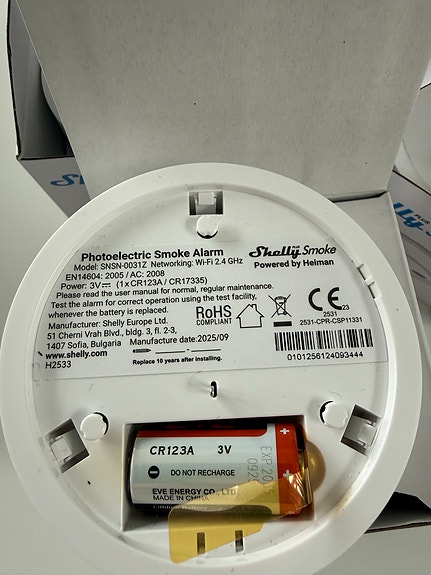 Photoelectric Smoke Alarm
Model: SNSN-0031Z Networking: Wi-Fi 2.4 GHz
EN14604: 2005 / AC: 2008
Power: 3V (1xCR123A / CR17335)
Please read the user manual for normal, regular maintenance.
Test the alarm for correct operation using the test facility,
whenever the battery is replaced.
Manufacturer: Shelly Europe Ltd.
51 Cherni Vrah Blvd., bldg. 3, fl. 2-3,
1407 Sofia, Bulgaria
www.shelly.com
H2533
Manufacture date:2025/09
Replace 10 years after installing.
Shelly Smoke
Powered by Heiman
RoHS
COMPLIANT
CE
23
2531
2531-CPR-CSP11331
0101256124093444
CR123A 3V
DO NOT RECHARGE
EVE ENERGY CO., LTD
MADE IN CHINA
Lithium Battery